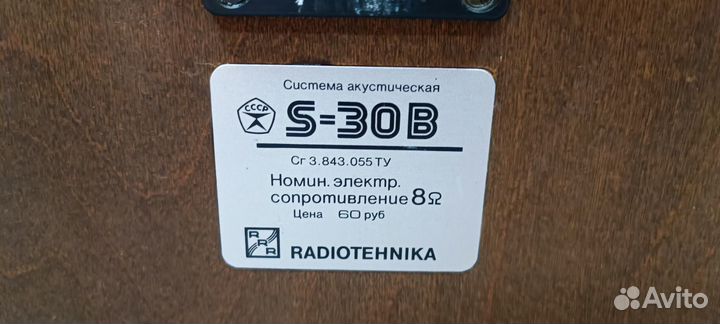 Система акустическая
СССР
S-30B
Сг 3.843.055 ТУ
Номин. электр.
сопротивление 8Ω
Цена 60 руб
RRR
RADIOTEHNIKA
Avito